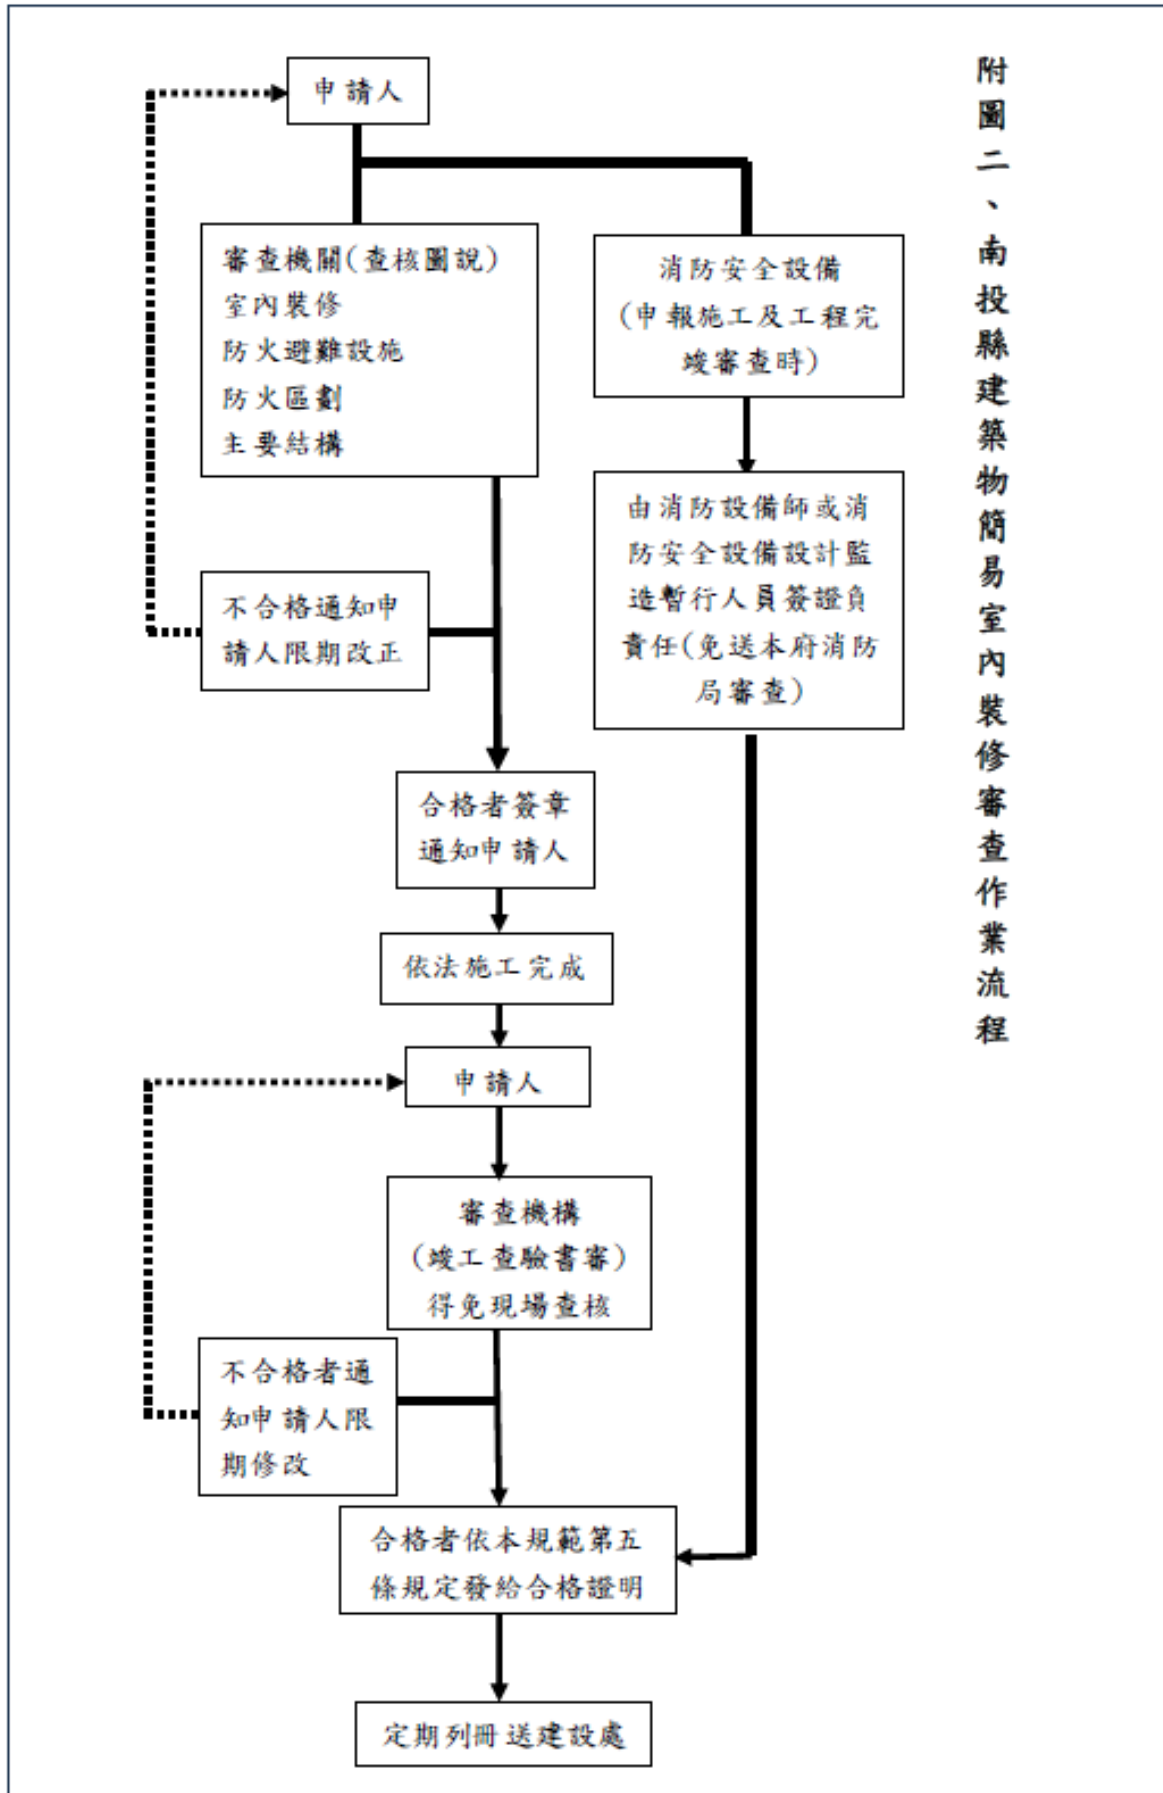 附圖二、南投縣建築物簡易室內裝修審查作業流程
申請人
審查機關(查核圖說)
室內裝修
防火避難設施
防火區劃
主要結構
消防安全設備
(申報施工及工程完
竣審查時)
由消防設備師或消
防安全設備設計監
造暫行人員簽證負
責任(免送本府消防
局審查)
不合格通知申
請人限期改正
合格者簽章
通知申請人
依法施工完成
申請人
審查機構
(竣工查驗書審)
得免現場查核
不合格者通
知申請人限
期修改
合格者依本規範第五
條規定發給合格證明
定期列冊送建設處